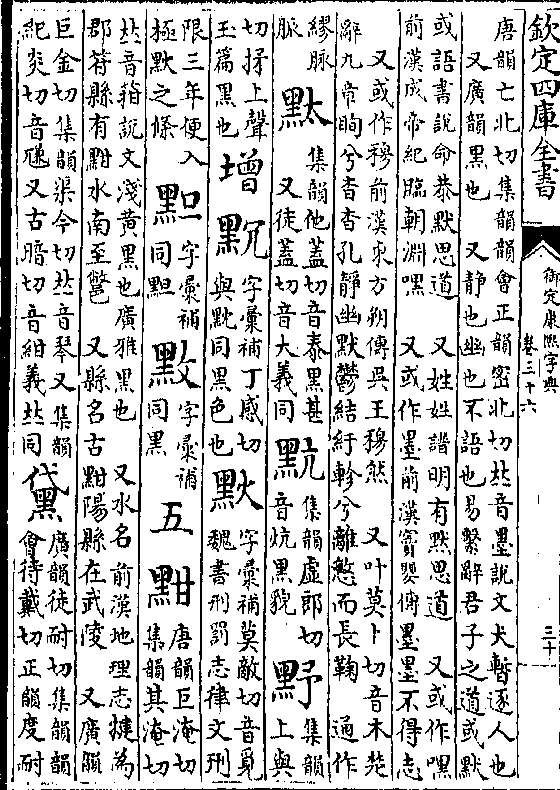 欽定四庫全書
御定康熙字典
卷三十六
三十
唐韻亡北切集韻韻會正韻密北切𠀤音墨說文犬暫逐人也
又廣韻黑也 又靜也幽也不語也易繫辭君子之道或默
或語書說命恭默思道 又姓姓譜明有默思道 又或作嘿
前漢成帝紀臨朝淵嘿 又或作墨前漢竇嬰傳墨墨不得志
又或作穆前漢東方朔傳吳王穆然 又叶莫卜切音木楚
辭九章眴兮杳杳孔靜幽默鬱結紆軫兮離慜而長鞠 通作
繆脈
脈
集韻他蓋切音泰黑甚
又徒蓋切音大義同
集韻虛郎切
音炕黑貌
集韻
上與
切抒上聲
玉篇黑也
增
字彙補丁感切
與黕同黑色也
默
字彙補莫敵切音覓
魏書刑罰志律文刑
限三年便入
極默之條
字彙補
同䵣
字彙補
同黑
五
黚
唐韻巨淹切
集韻其淹切
𠀤音箝說文淺黃黑也廣雅黑也 又水名前漢地理志犍為
郡符縣有黚水南至鄨 又縣名古黚陽縣在武陵 又廣韻
巨金切集韻渠今切𠀤音琴又集韻
紀炎切音 又古暗切音紺義𠀤同
黛
廣韻徒耐切集韻韻
會待戴切正韻度耐